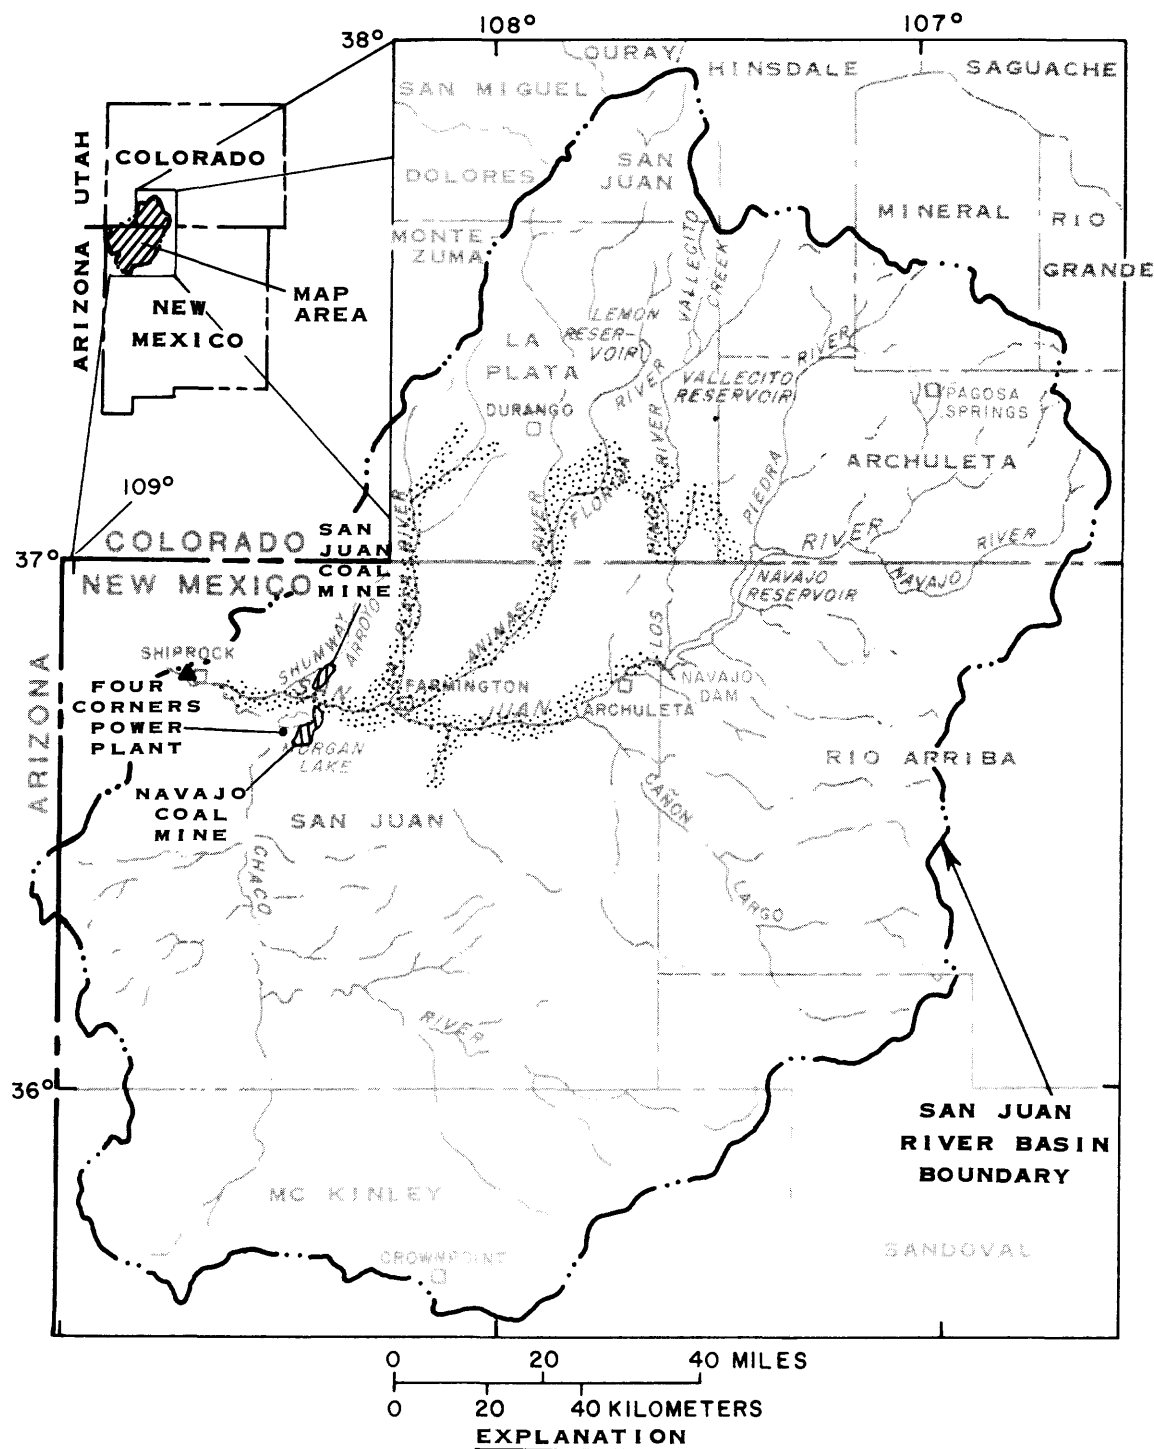 108°
107°
38°
OURAY
HINSDALE
SAGUACHE
SAN MIGUEL
UTAH
COLORADO
SAN
JUAN
DOLORES
MINERAL
RIO
GRANDE
MONTE-
ZUMA
VALLECITO
CREEK
ARIZONA
NEW
MEXICO
MAP
AREA
LEMON
RESER-
VOIR
LA
PLATA
RIVER
RIVER
VALLECITO
RESERVOIR
DURANGO
PAGOSA
SPRINGS
ARCHULETA
109°
RIVER
RIVER
FLORIDA
RIVER
PINOS
PIEDRA
SAN
JUAN
COAL
MINE
37°
COLORADO
NEW MEXICO
RIVER
RIVER
NAVAJO
NAVAJO
RESERVOIR
SHUMWAY
ARROYO
LA PLATA
ANIMAS
LOS
SHIPROCK
FOUR
CORNERS
POWER
PLANT
SAN
FARMINGTON
JUAN
ARCHULETA
NAVAJO
DAM
MORGAN
LAKE
ARIZONA
RIO ARRIBA
NAVAJO
COAL
MINE
SAN JUAN
CAÑON
CHACO
LARGO
RIVER
36°
SAN JUAN
RIVER BASIN
BOUNDARY
MC KINLEY
CROWNPOINT
SANDOVAL
0 20 40 MILES
0 20 40 KILOMETERS
EXPLANATION